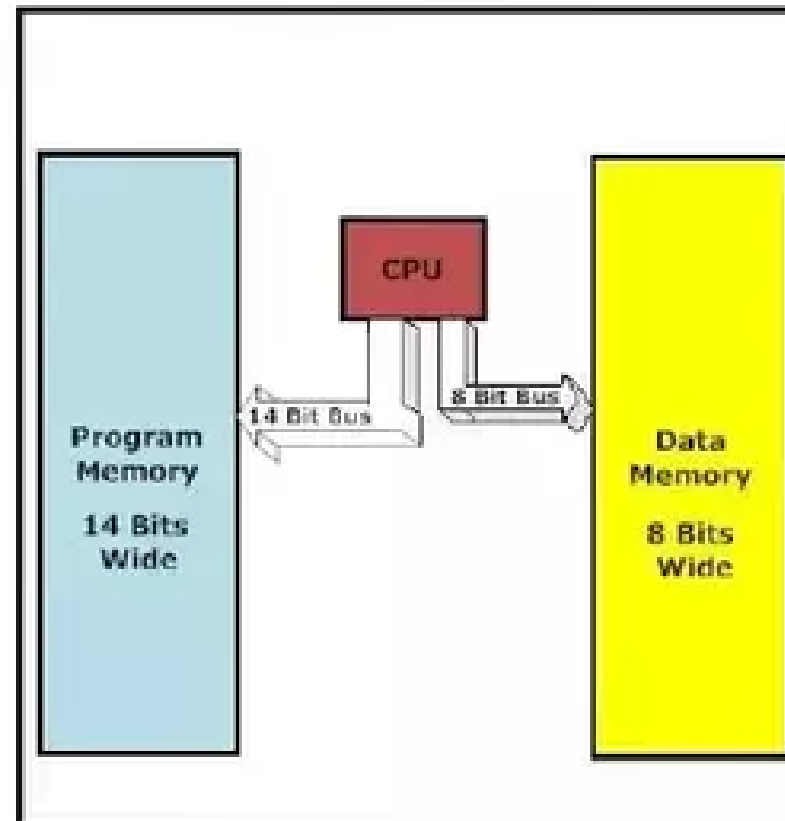 CPU
14 Bit Bus
8 Bit Bus
Program
Memory
14 Bits
Wide
Data
Memory
8 Bits
Wide